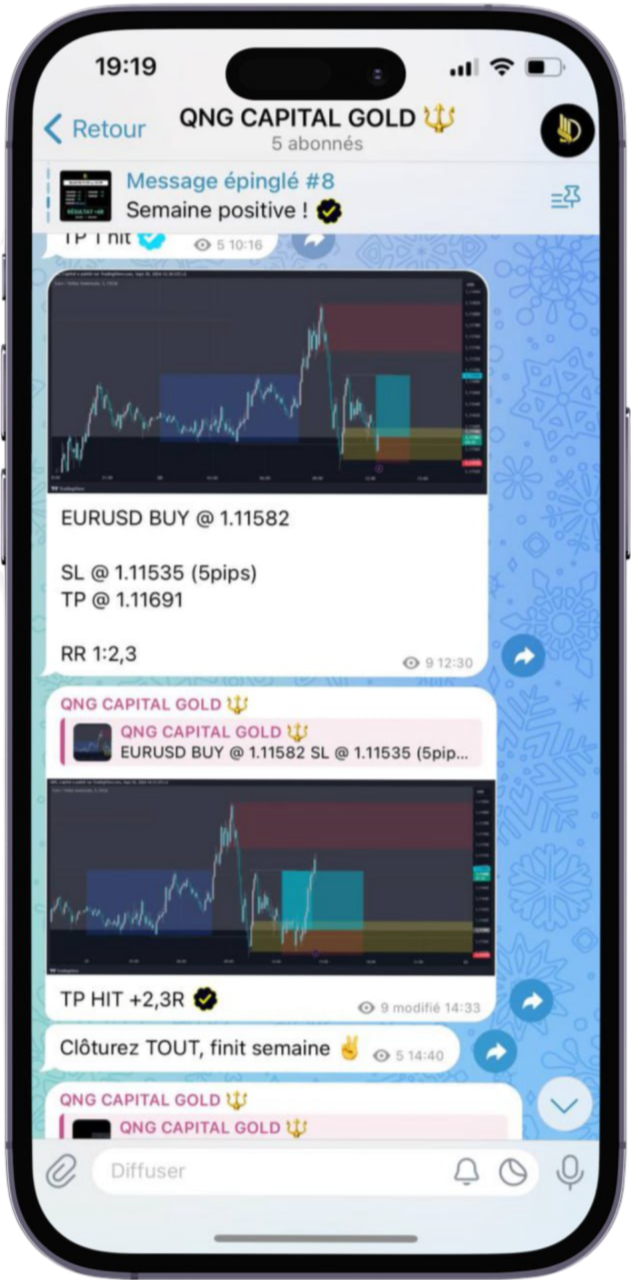 19:19
Retour
QNG CAPITAL GOLD 🔱
5 abonnés
Message épinglé #8
Semaine positive !
TP 1 hit
5 10:16
EURUSD BUY @ 1.11582
SL @ 1.11535 (5pips)
TP @ 1.11691
RR 1:2,3
9 12:30
QNG CAPITAL GOLD 🔱
QNG CAPITAL GOLD 🔱
EURUSD BUY @ 1.11582 SL @ 1.11535 (5pip...
TP HIT +2,3R
9 modifié 14:33
Clôturez TOUT, finit semaine ✌️
5 14:40
QNG CAPITAL GOLD 🔱
QNG CAPITAL GOLD 🔱
Diffuser